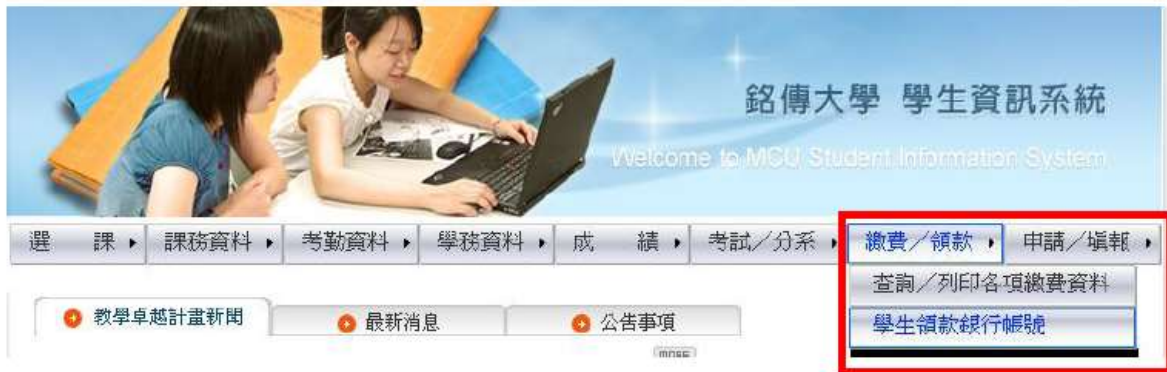 銘傳大學 學生資訊系統
Welcome to MCU Student Information System
選 課 課務資料 考勤資料 學務資料 成 績 考試／分系 繳費／領款 申請／填報
查詢／列印各項繳費資料
學生領款銀行帳號
教學卓越計畫新聞 最新消息 公告事項
more